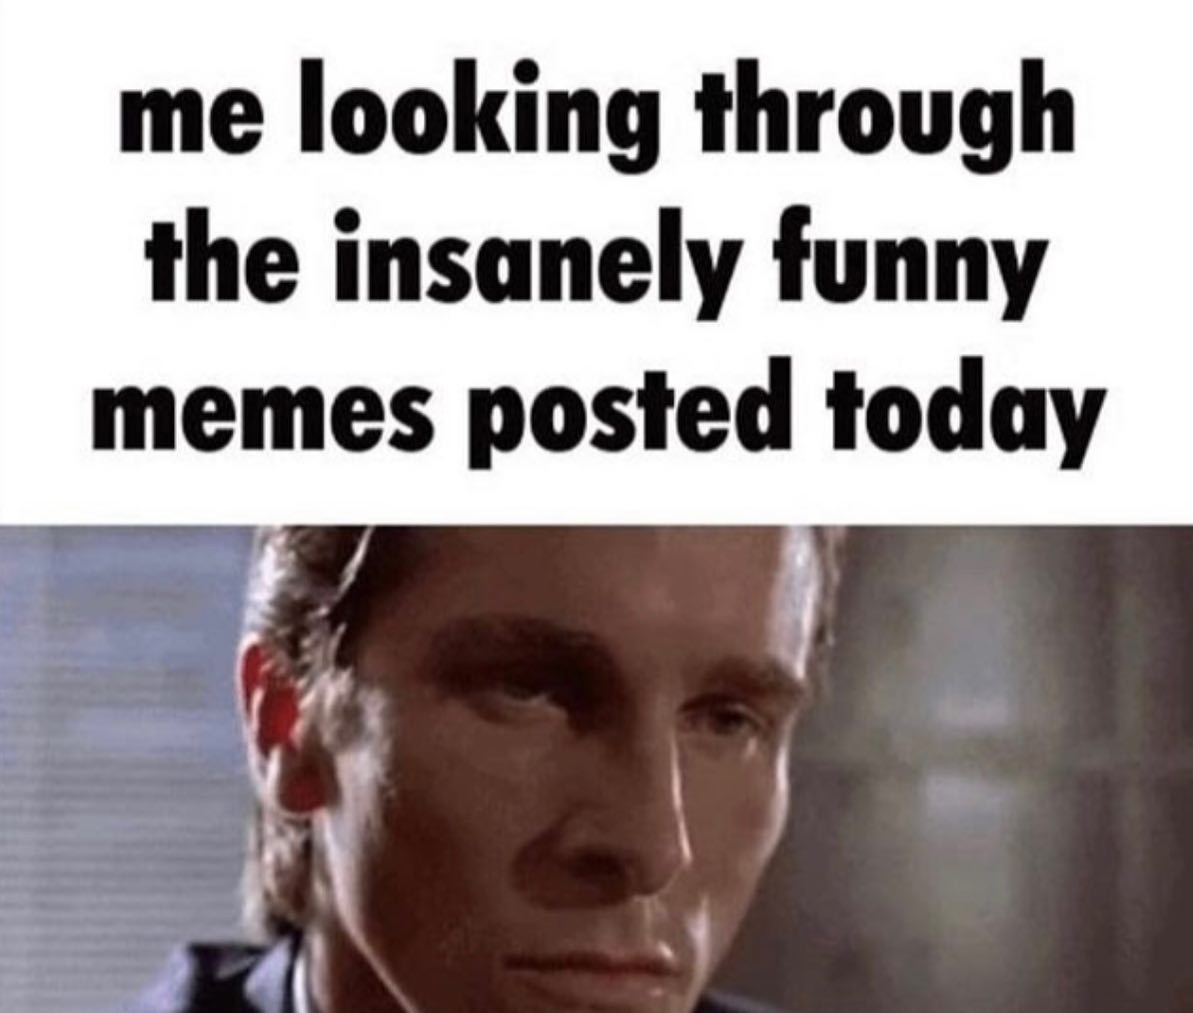 me looking through
the insanely funny
memes posted today